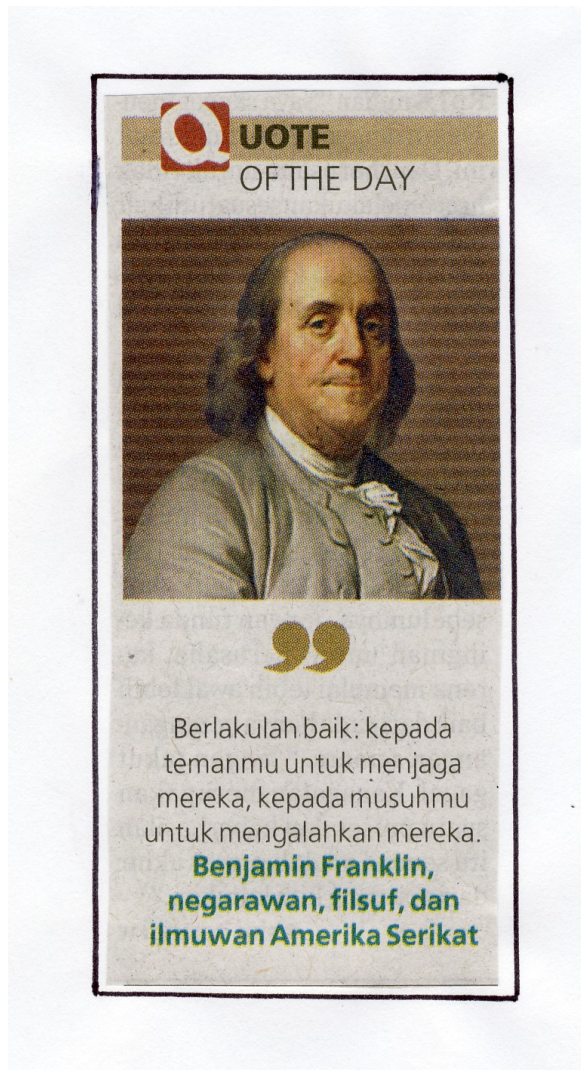 QUOTE
OF THE DAY
”
Berlakulah baik: kepada
temanmu untuk menjaga
mereka, kepada musuhmu
untuk mengalahkan mereka.
Benjamin Franklin,
negarawan, filsuf, dan
ilmuwan Amerika Serikat